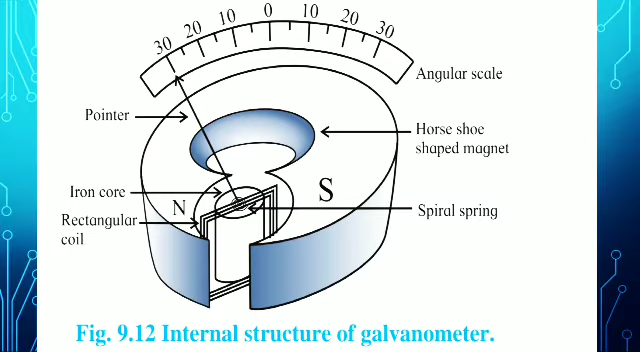 30 20 10 0 10 20 30
Angular scale
Pointer
Horse shoe
shaped magnet
Iron core
N
S
Rectangular
coil
Spiral spring
Fig. 9.12 Internal structure of galvanometer.